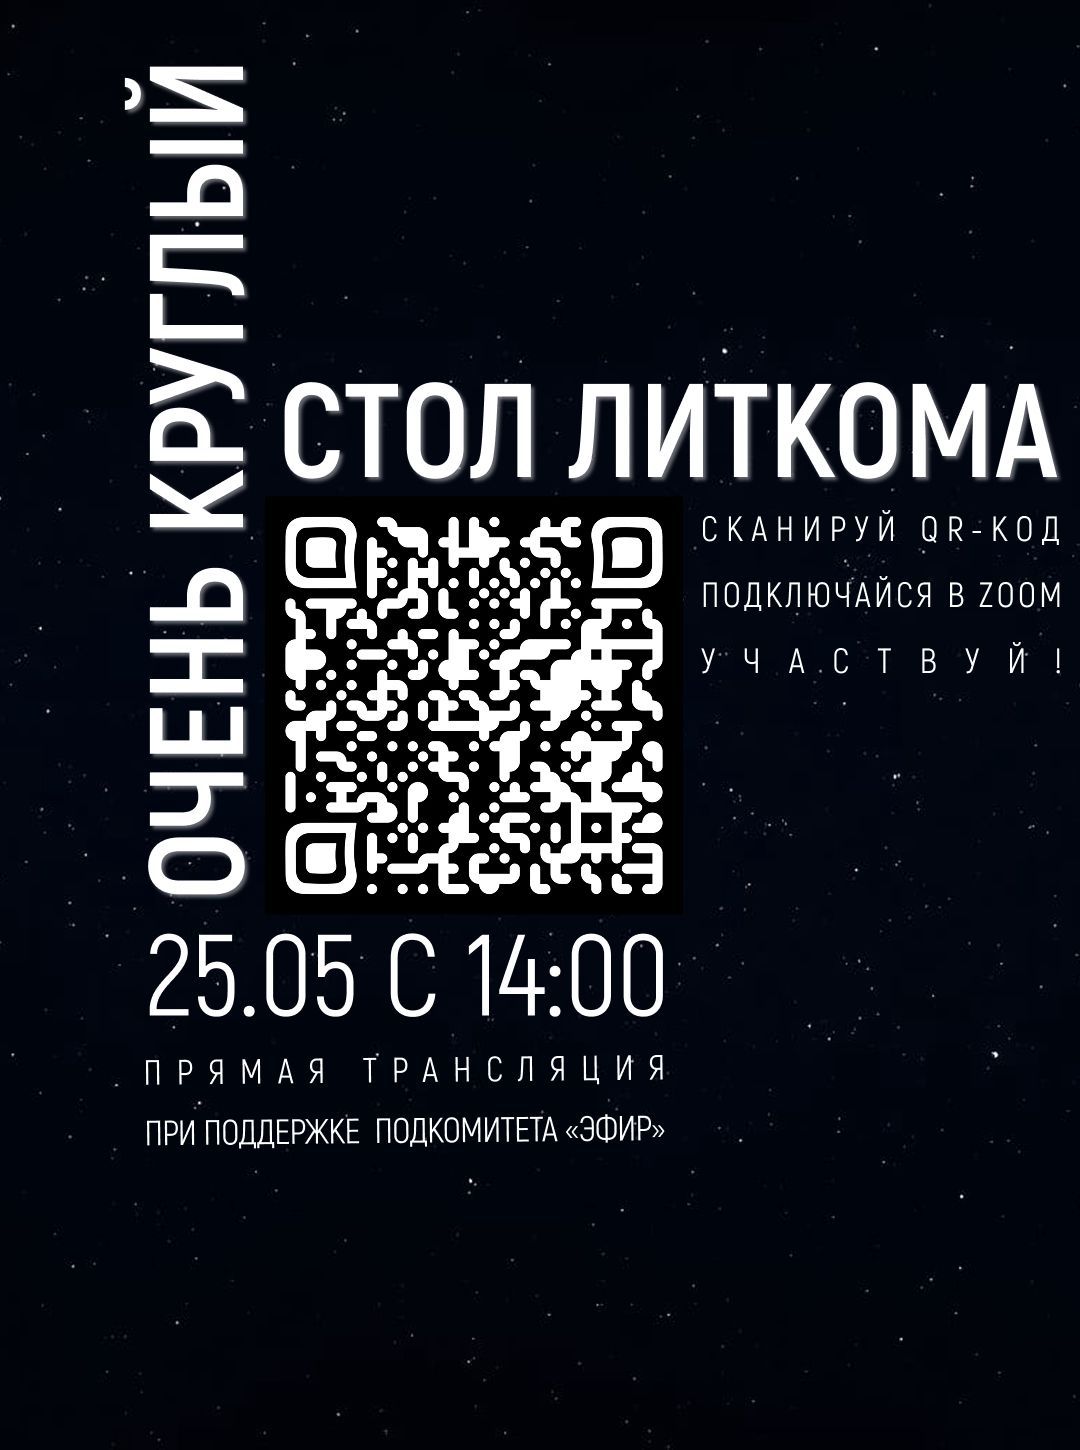 ОЧЕНЬ КРУГЛЫЙ
СТОЛ ЛИТКОМА
СКАНИРУЙ QR-КОД
ПОДКЛЮЧАЙСЯ В ZOOM
УЧАСТВУЙ!
25.05 С 14:00
ПРЯМАЯ ТРАНСЛЯЦИЯ
ПРИ ПОДДЕРЖКЕ ПОДКОМИТЕТА «ЭФИР»